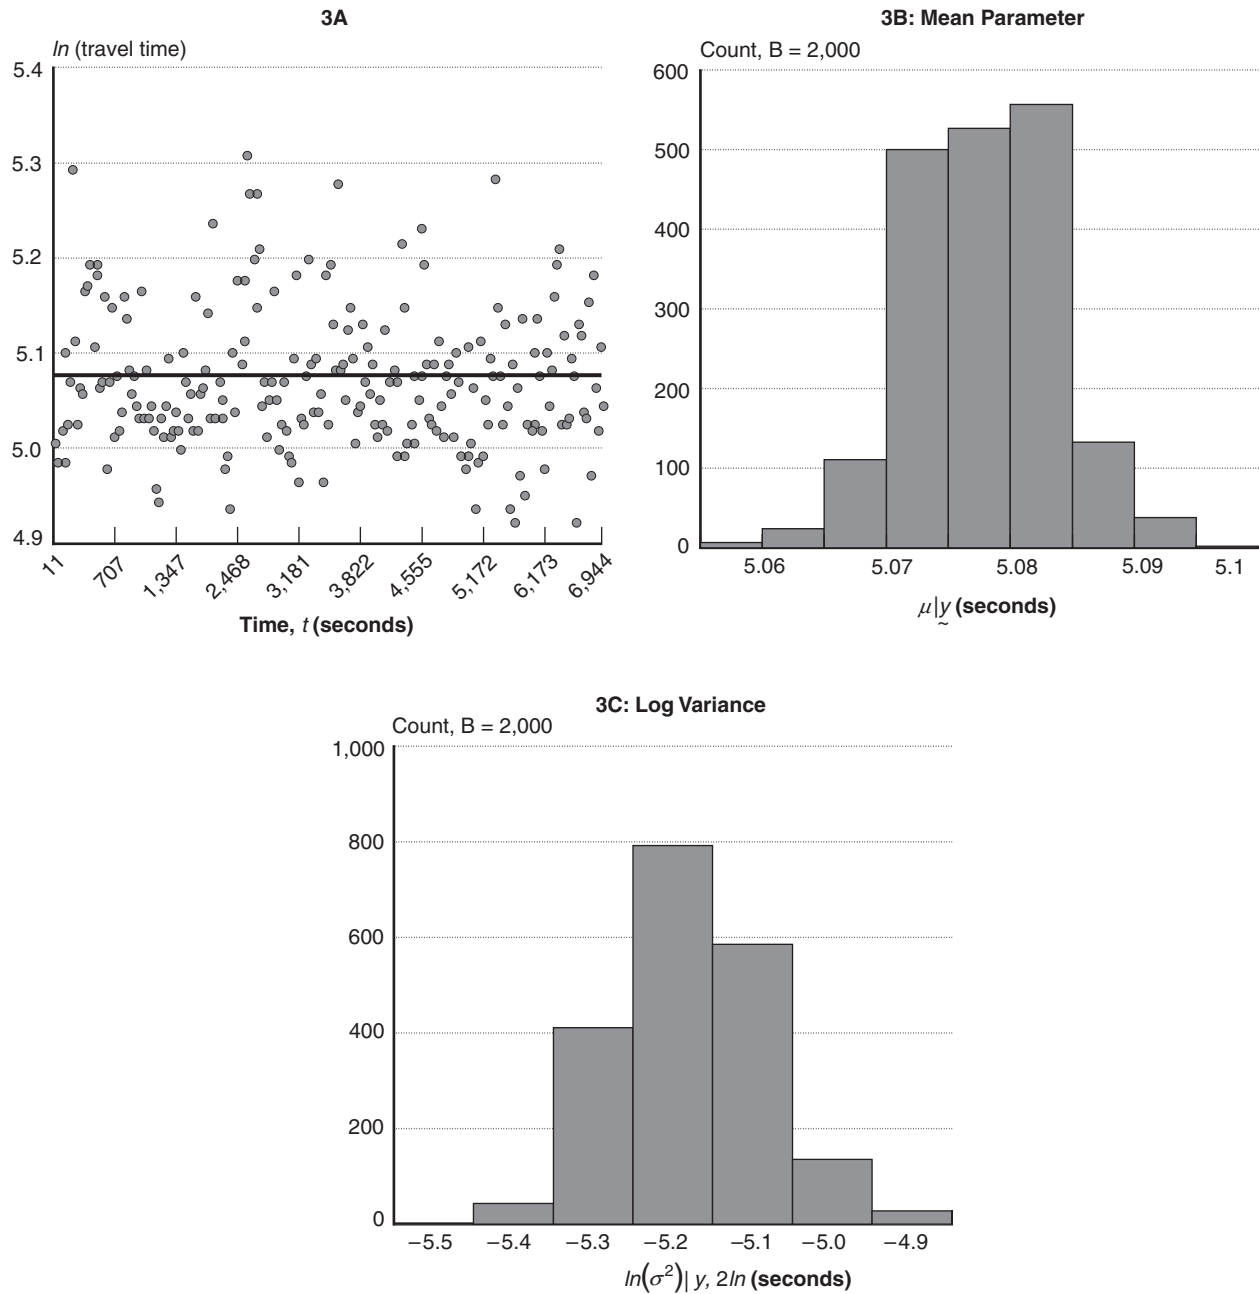 3A
ln (travel time)
5.4
5.3
5.2
5.1
5.0
4.9
11
707
1,347
2,468
3,181
3,822
4,555
5,172
6,173
6,944
Time, t (seconds)
3B: Mean Parameter
Count, B = 2,000
600
500
400
300
200
100
0
5.06 5.07 5.08 5.09 5.1
μ|y (seconds)
~
3C: Log Variance
Count, B = 2,000
1,000
800
600
400
200
0
−5.5 −5.4 −5.3 −5.2 −5.1 −5.0 −4.9
ln(σ²)| y, 2ln (seconds)